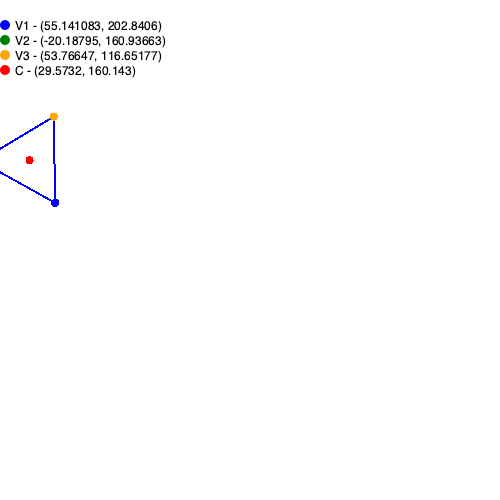 V1 - (55.141083, 202.8406)
V2 - (-20.18795, 160.93663)
V3 - (53.76647, 116.65177)
C - (29.5732, 160.143)